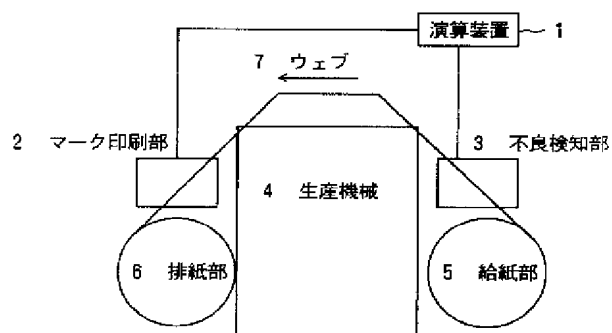 演算装置 1
7 ウェブ
2 マーク印刷部
3 不良検知部
4 生産機械
6 排紙部
5 給紙部